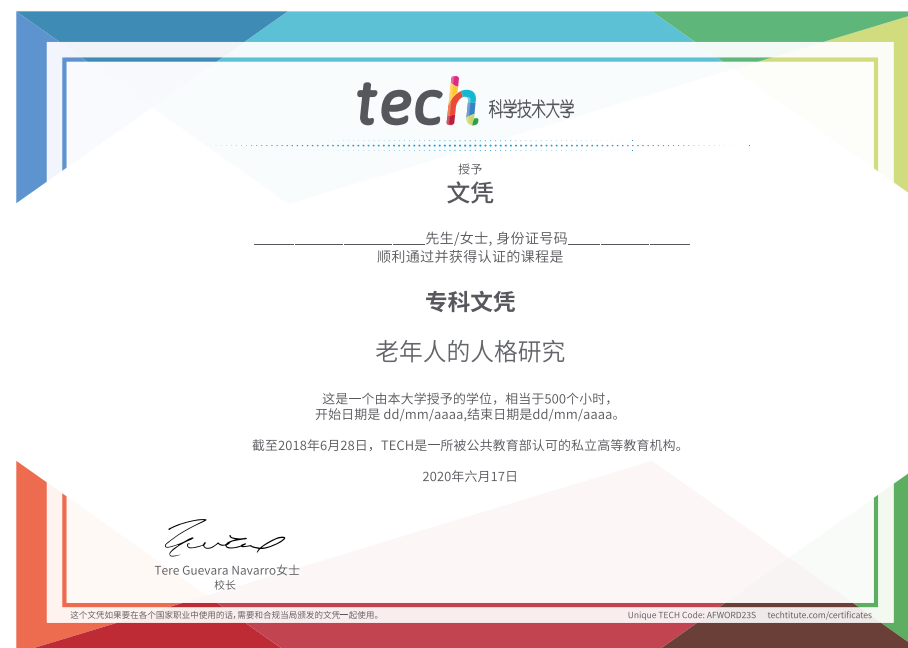 tech 科学技术大学
授予
文凭
______________________先生/女士, 身份证号码_______________
顺利通过并获得认证的课程是
专科文凭
老年人的人格研究
这是一个由本大学授予的学位，相当于500个小时，
开始日期是 dd/mm/aaaa,结束日期是dd/mm/aaaa。
截至2018年6月28日，TECH是一所被公共教育部认可的私立高等教育机构。
2020年六月17日
Tere Guevara Navarro女士
校长
这个文凭如果要在各个国家职业中使用的话,需要和合规当局颁发的文凭一起使用。
Unique TECH Code: AFWORD23S techtitute.com/certificates